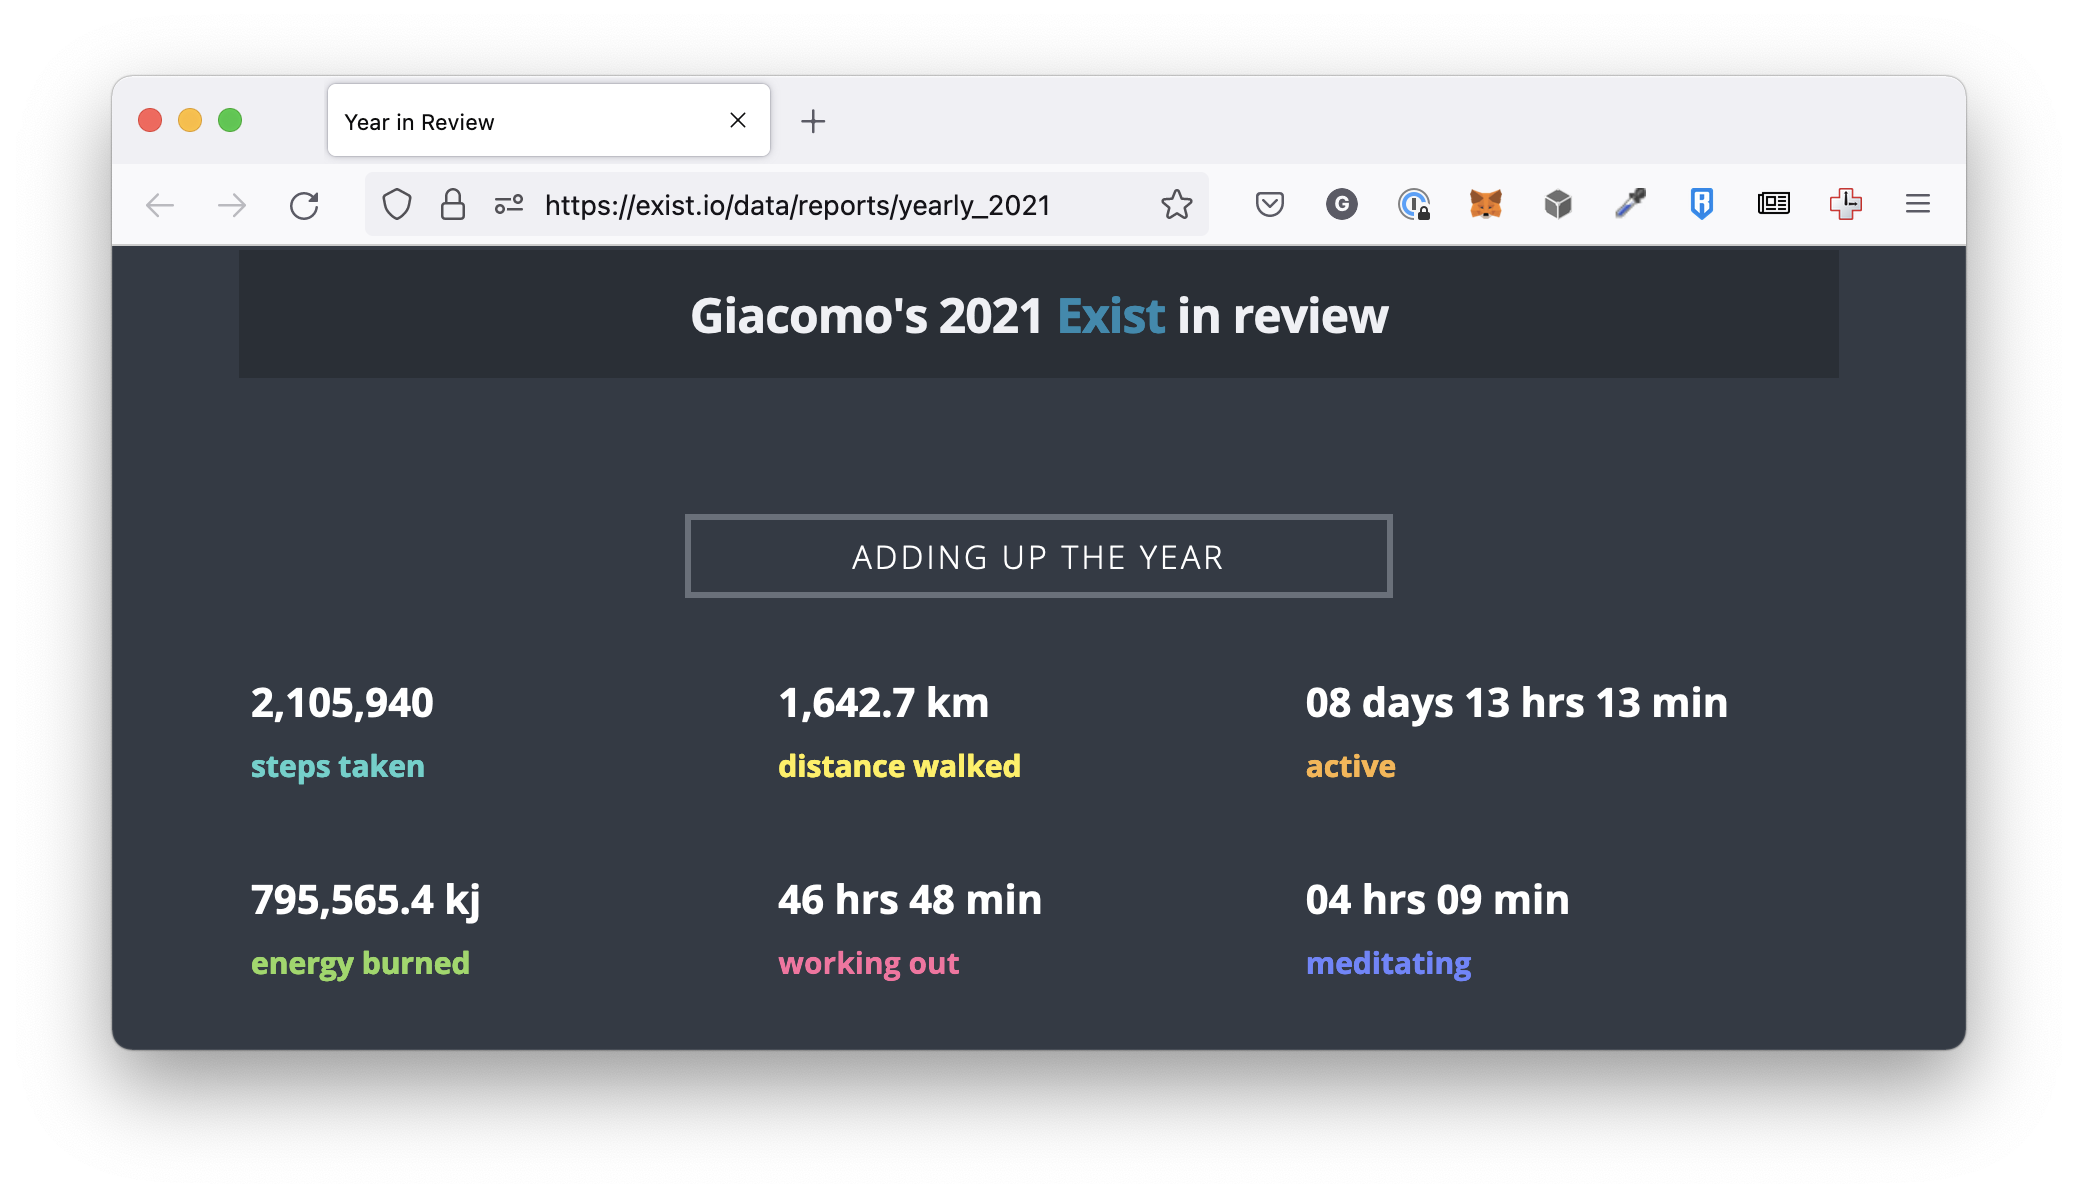 Year in Review
https://exist.io/data/reports/yearly_2021
G
Giacomo's 2021 Exist in review
ADDING UP THE YEAR
2,105,940
steps taken
1,642.7 km
distance walked
08 days 13 hrs 13 min
active
795,565.4 kj
energy burned
46 hrs 48 min
working out
04 hrs 09 min
meditating